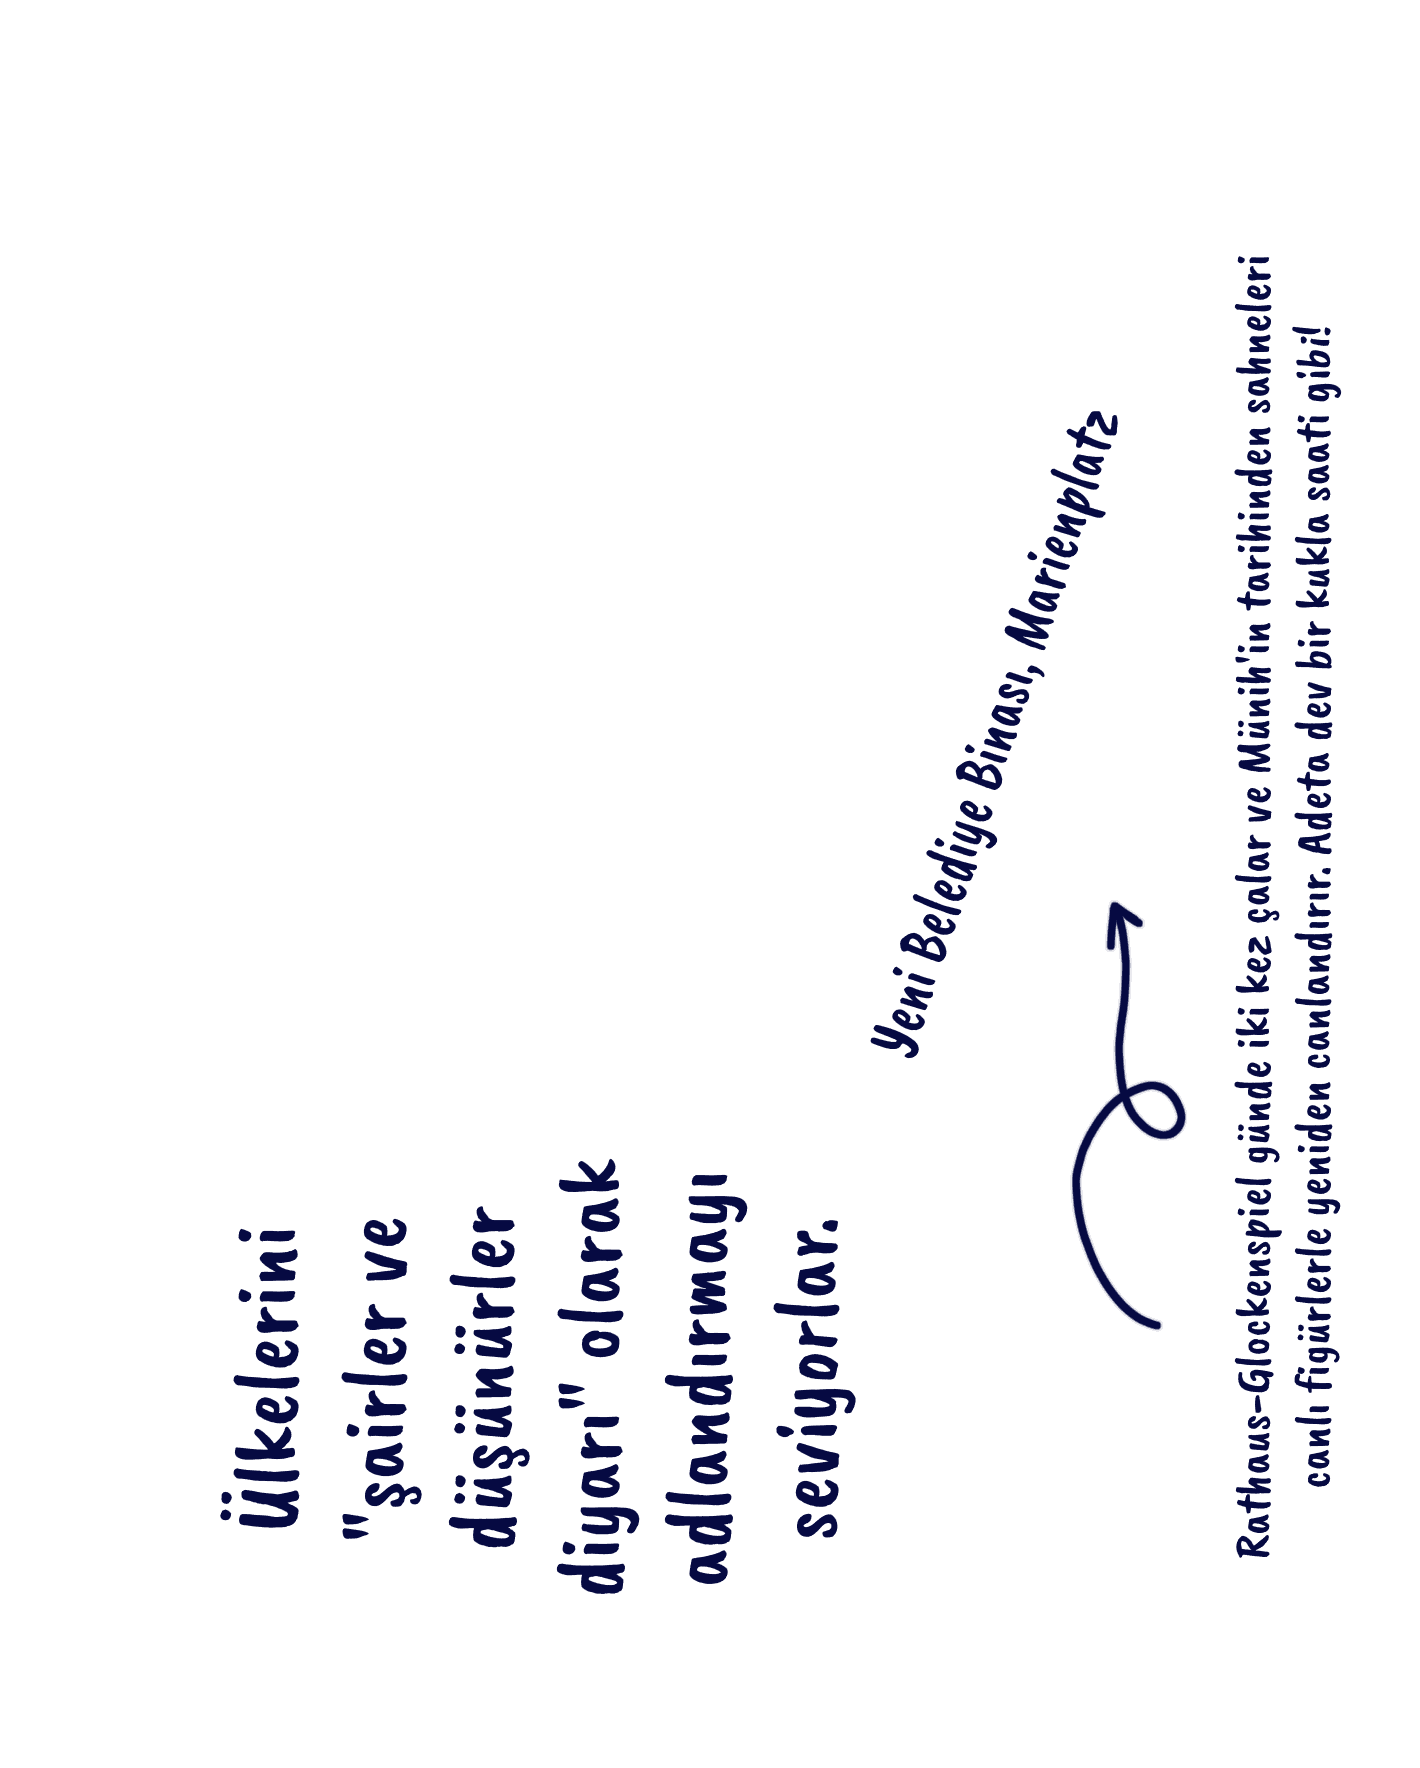 Ülkelerini
"şairler ve
düşünürler
diyarı" olarak
adlandırmayı
seviyorlar.
Yeni Belediye Binası, Marienplatz
Rathaus-Glockenspiel günde iki kez çalar ve Münih'in tarihinden sahneleri
canlı figürlerle yeniden canlandırır. Adeta dev bir kukla saati gibi!